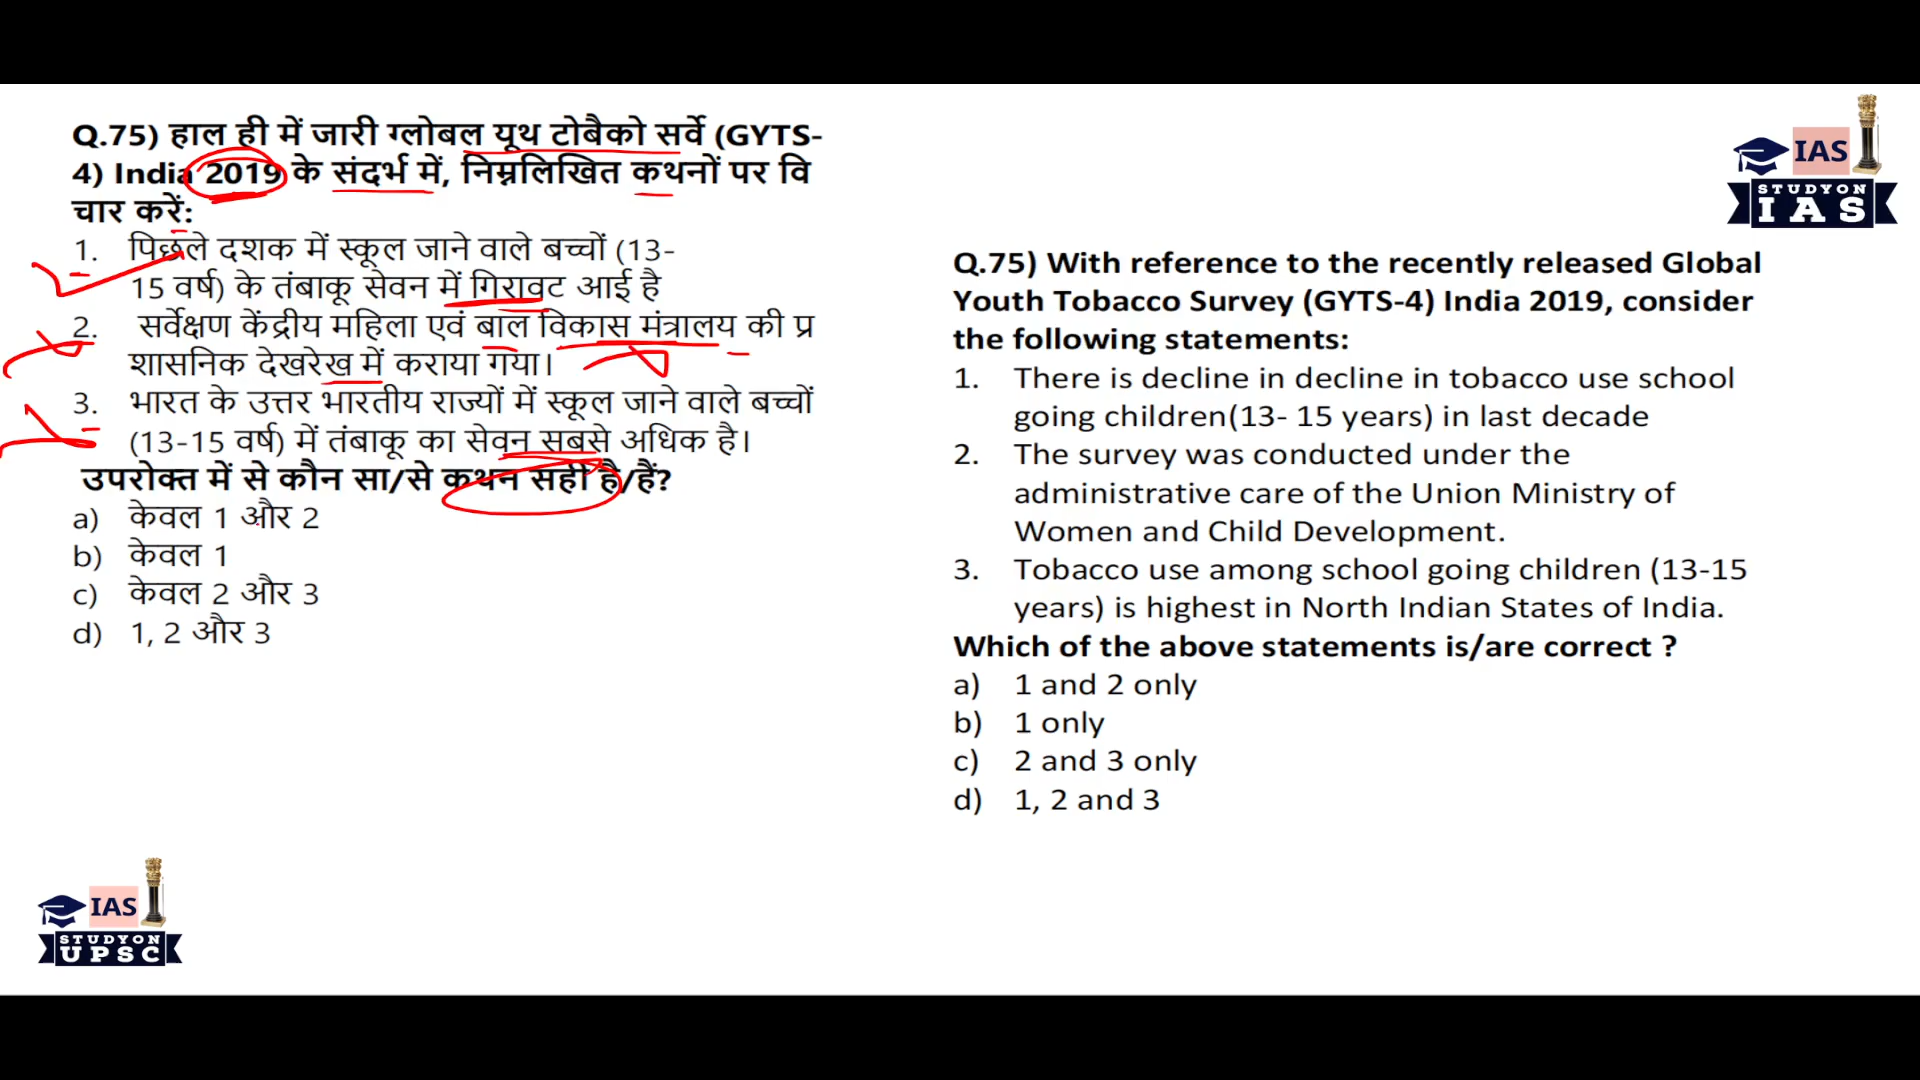 Q.75) हाल ही में जारी ग्लोबल यूथ टोबैको सर्वे (GYTS-
4) India 2019 के संदर्भ में, निम्नलिखित कथनों पर वि
चार करें:
1. पिछले दशक में स्कूल जाने वाले बच्चों (13-
15 वर्ष) के तंबाकू सेवन में गिरावट आई है
2. सर्वेक्षण केंद्रीय महिला एवं बाल विकास मंत्रालय की प्र
शासनिक देखरेख में कराया गया।
3. भारत के उत्तर भारतीय राज्यों में स्कूल जाने वाले बच्चों
(13-15 वर्ष) में तंबाकू का सेवन सबसे अधिक है।
उपरोक्त में से कौन सा/से कथन सही है/हैं?
a) केवल 1 और 2
b) केवल 1
c) केवल 2 और 3
d) 1, 2 और 3
IAS
STUDYON
UPSC
IAS
STUDYON
IAS
Q.75) With reference to the recently released Global
Youth Tobacco Survey (GYTS-4) India 2019, consider
the following statements:
1. There is decline in decline in tobacco use school
going children(13- 15 years) in last decade
2. The survey was conducted under the
administrative care of the Union Ministry of
Women and Child Development.
3. Tobacco use among school going children (13-15
years) is highest in North Indian States of India.
Which of the above statements is/are correct ?
a) 1 and 2 only
b) 1 only
c) 2 and 3 only
d) 1, 2 and 3